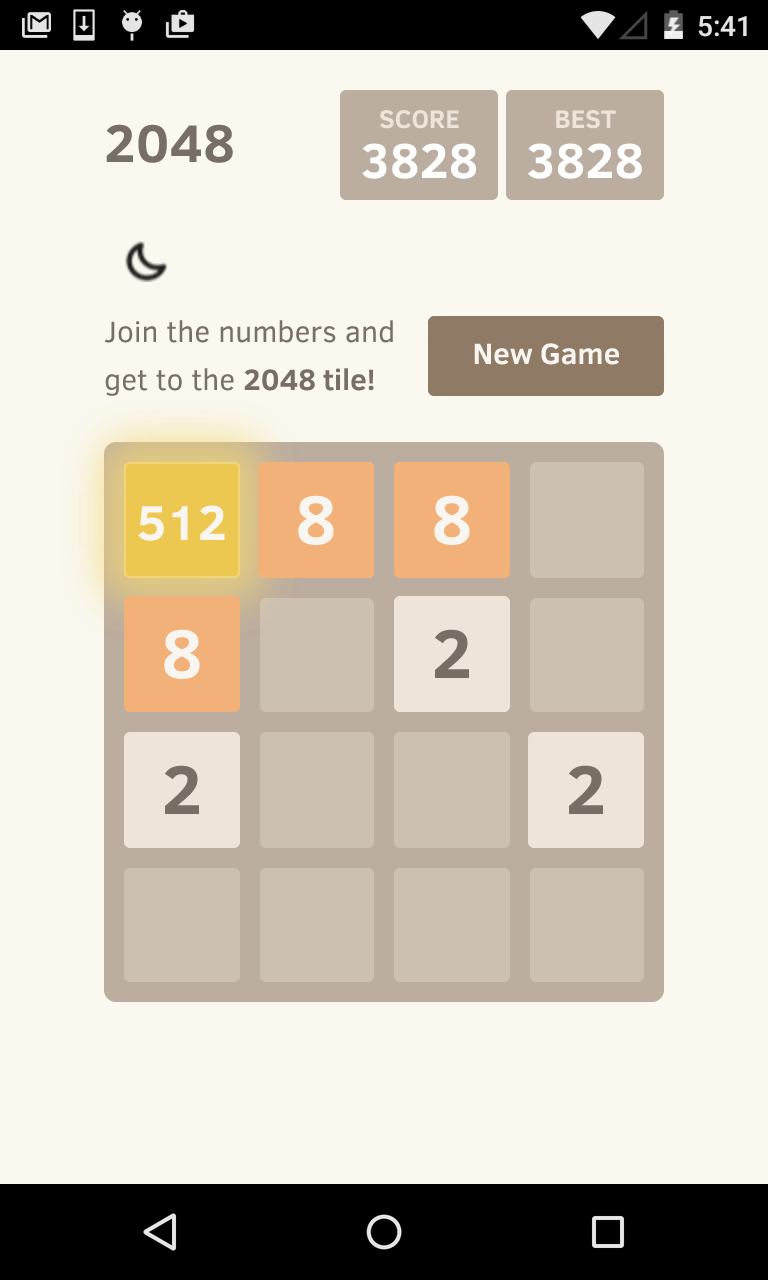 5:41
2048
SCORE
3828
BEST
3828
Join the numbers and
get to the 2048 tile!
New Game
512 8 8
8 2
2 2